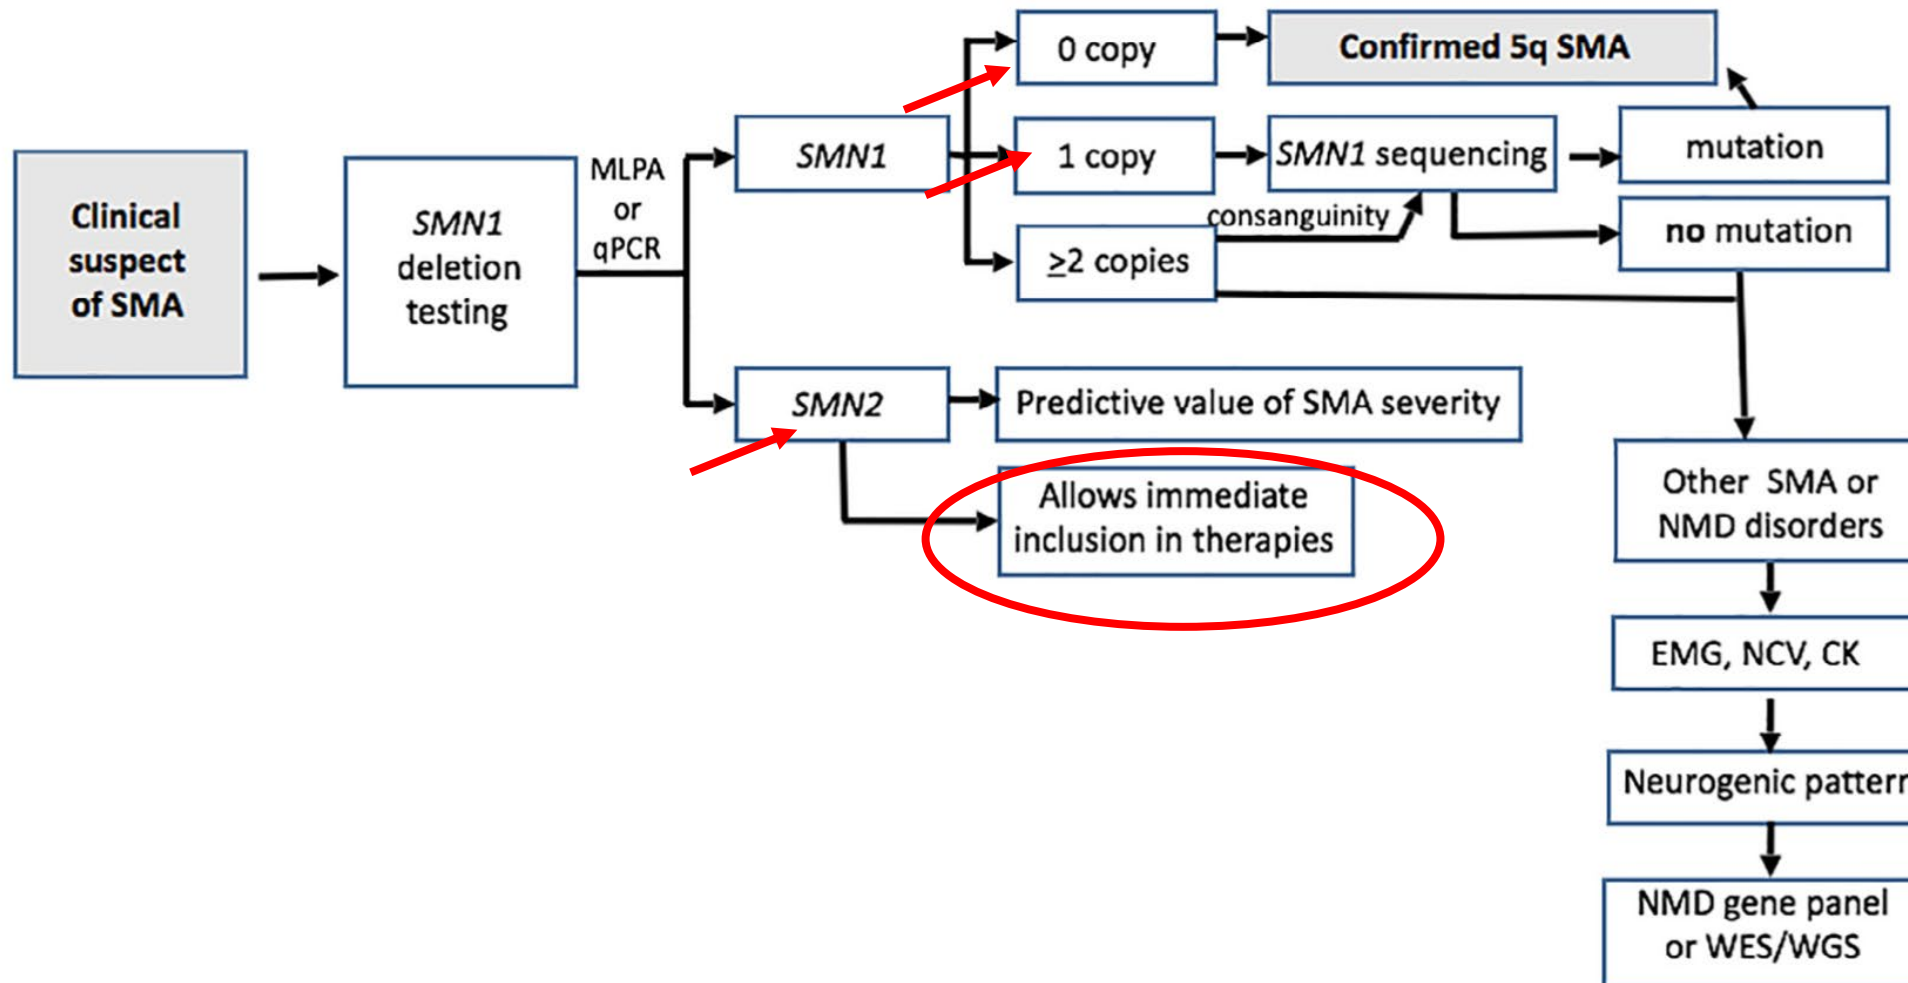 Clinical
suspect
of SMA
SMN1
deletion
testing
MLPA
or
qPCR
SMN1
0 copy
Confirmed 5q SMA
1 copy
SMN1 sequencing
mutation
≥2 copies
consanguinity
no mutation
SMN2
Predictive value of SMA severity
Allows immediate
inclusion in therapies
Other SMA or
NMD disorders
EMG, NCV, CK
Neurogenic pattern
NMD gene panel
or WES/WGS